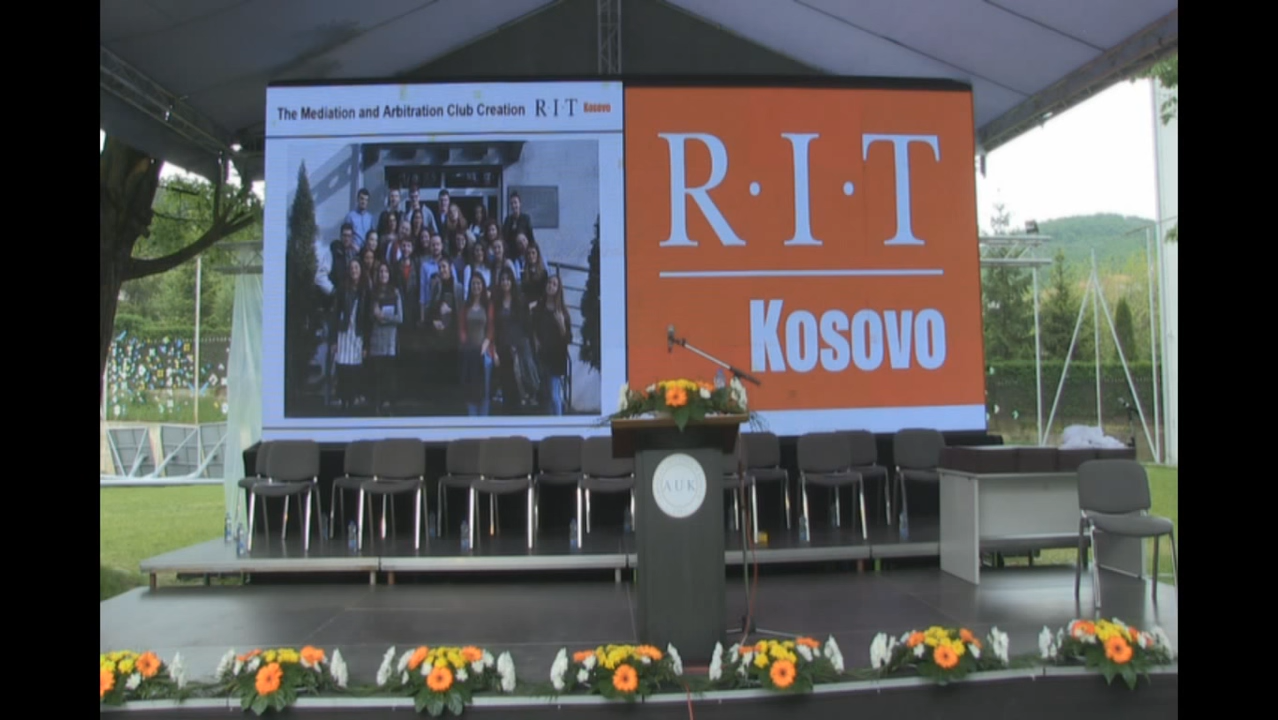 The Mediation and Arbitration Club Creation R·I·T Kosovo
R·I·T
Kosovo
AUK